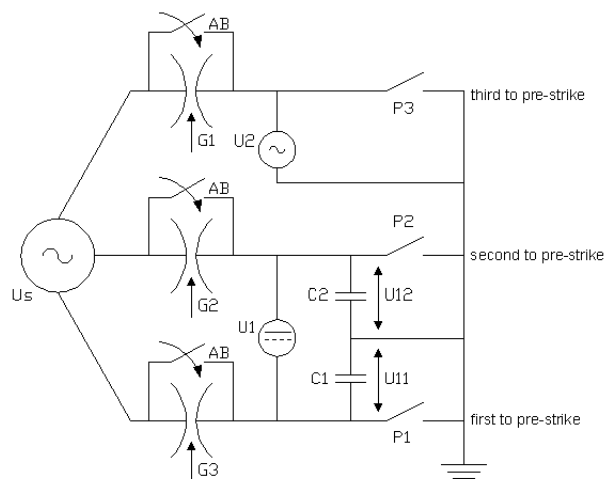 AB
third to pre-strike
P3
G1
U2
AB
P2
second to pre-strike
Us
G2
C2
U12
U1
AB
C1
U11
first to pre-strike
P1
G3